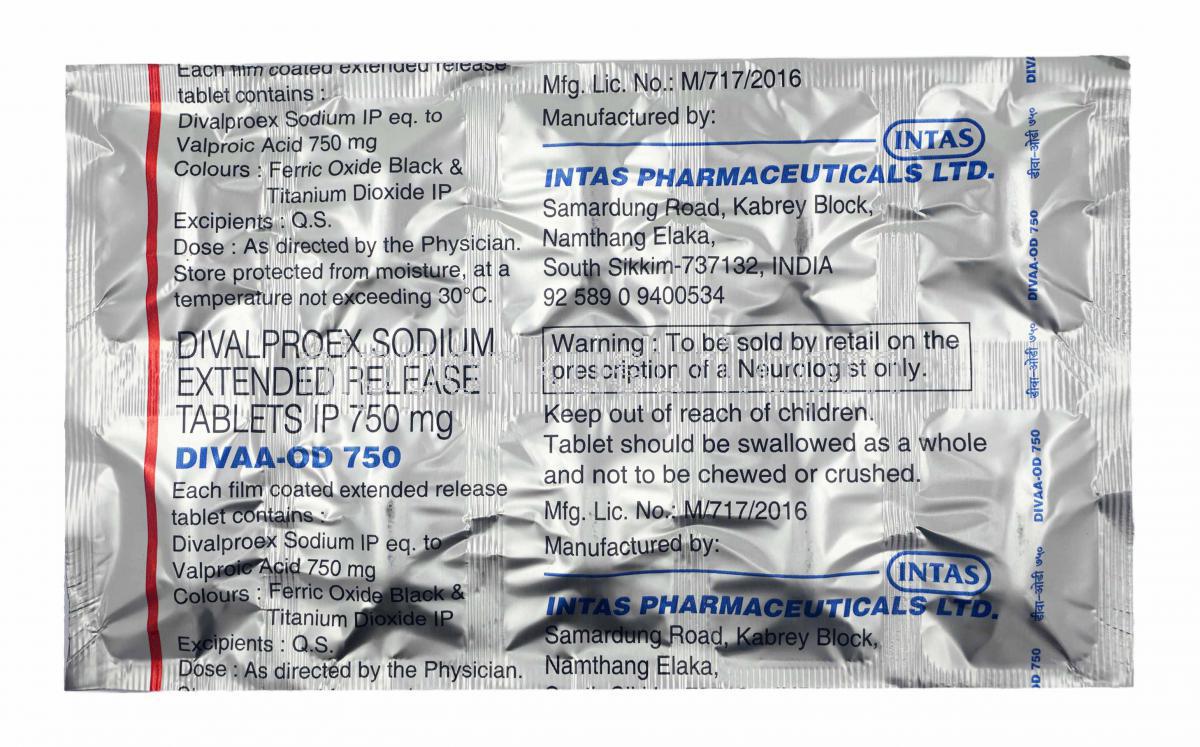 Each film coated extended release
tablet contains :
Divalproex Sodium IP eq. to
Valproic Acid 750 mg
Colours : Ferric Oxide Black &
Titanium Dioxide IP
Excipients : Q.S.
Dose : As directed by the Physician.
Store protected from moisture, at a
temperature not exceeding 30°C.
DIVALPROEX SODIUM
EXTENDED RELEASE
TABLETS IP 750 mg
DIVAA-OD 750
Each film coated extended release
tablet contains :
Divalproex Sodium IP eq. to
Valproic Acid 750 mg
Colours : Ferric Oxide Black &
Titanium Dioxide IP
Excipients : Q.S.
Dose : As directed by the Physician.
Mfg. Lic. No.: M/717/2016
Manufactured by:
INTAS
INTAS PHARMACEUTICALS LTD.
Samardung Road, Kabrey Block,
Namthang Elaka,
South Sikkim-737132, INDIA
92 589 0 9400534
Warning : To be sold by retail on the
prescription of a Neurologist only.
Keep out of reach of children.
Tablet should be swallowed as a whole
and not to be chewed or crushed.
Mfg. Lic. No.: M/717/2016
Manufactured by:
INTAS
INTAS PHARMACEUTICALS LTD.
Samardung Road, Kabrey Block,
Namthang Elaka,
DIV
डीवा-ओडी ७५०
DIVAA-OD 750
डीवा-ओडी ७५०
DIVAA-OD 750
डीवा-ओडी ७५०
OD 750